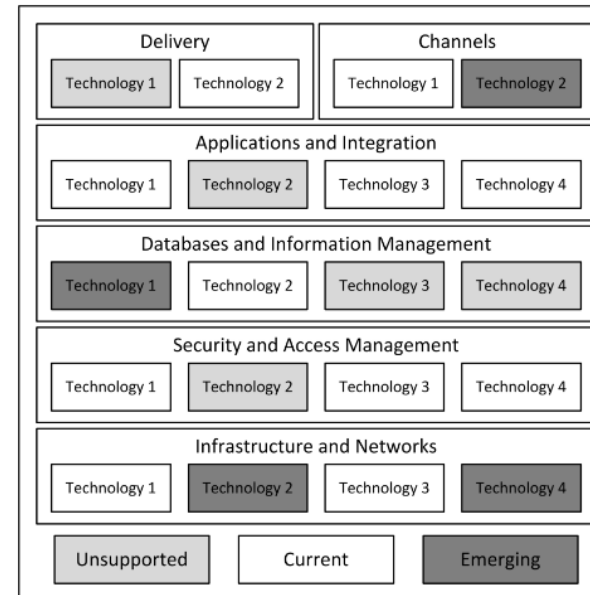 Delivery
Channels
Technology 1
Technology 2
Technology 1
Technology 2
Applications and Integration
Technology 1
Technology 2
Technology 3
Technology 4
Databases and Information Management
Technology 1
Technology 2
Technology 3
Technology 4
Security and Access Management
Technology 1
Technology 2
Technology 3
Technology 4
Infrastructure and Networks
Technology 1
Technology 2
Technology 3
Technology 4
Unsupported
Current
Emerging